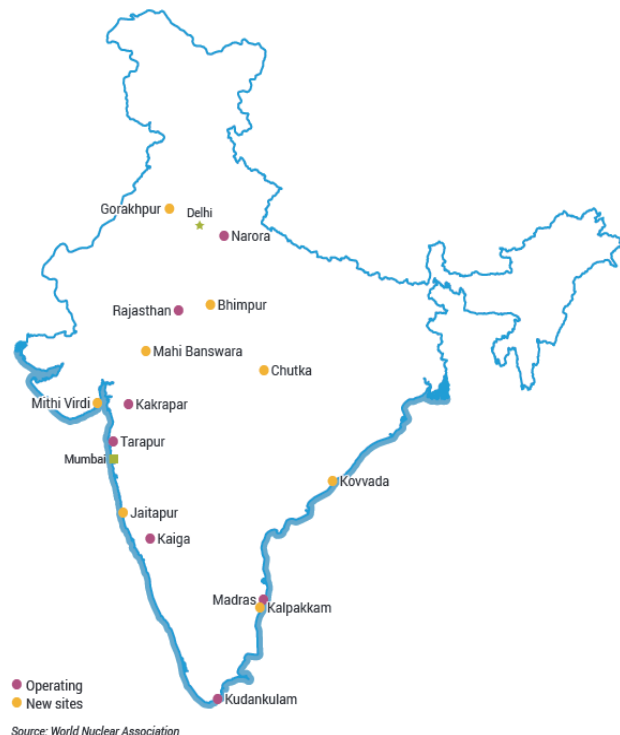 Gorakhpur
Delhi
Narora
Bhimpur
Rajasthan
Mahi Banswara
Chutka
Mithi Virdi
Kakrapar
Tarapur
Mumbai
Kovvada
Jaitapur
Kaiga
Madras
Kalpakkam
Operating
Kudankulam
New sites
Source: World Nuclear Association